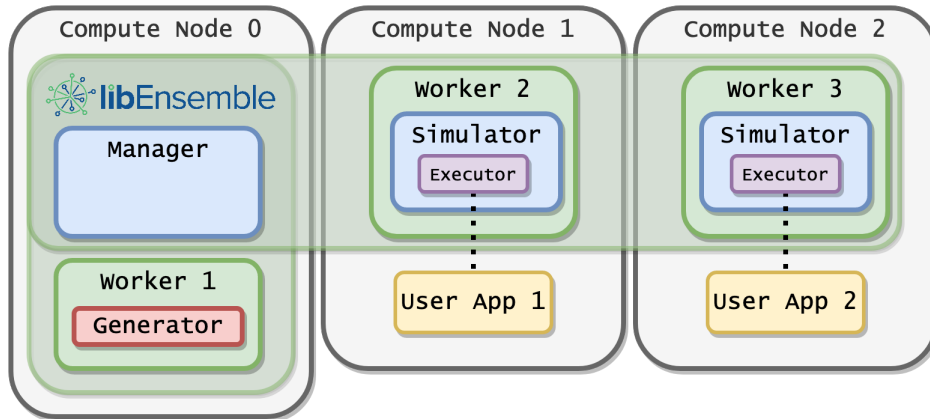 Compute Node 0
libEnsemble
Manager
Worker 1
Generator
Compute Node 1
Worker 2
Simulator
Executor
User App 1
Compute Node 2
Worker 3
Simulator
Executor
User App 2